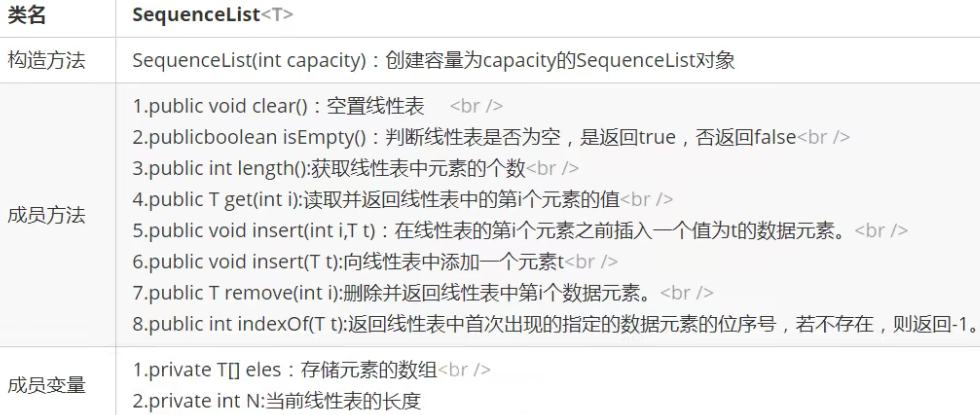 类名 SequenceList<T>
构造方法 SequenceList(int capacity)：创建容量为capacity的SequenceList对象
1.public void clear()：空置线性表 <br />
2.publicboolean isEmpty()：判断线性表是否为空，是返回true，否返回false<br />
3.public int length():获取线性表中元素的个数<br />
4.public T get(int i):读取并返回线性表中的第i个元素的值<br />
成员方法
5.public void insert(int i,T t)：在线性表的第i个元素之前插入一个值为t的数据元素。<br />
6.public void insert(T t):向线性表中添加一个元素t<br />
7.public T remove(int i):删除并返回线性表中第i个数据元素。<br />
8.public int indexOf(T t):返回线性表中首次出现的指定的数据元素的位序号，若不存在，则返回-1。
1.private T[] eles：存储元素的数组<br />
成员变量
2.private int N:当前线性表的长度